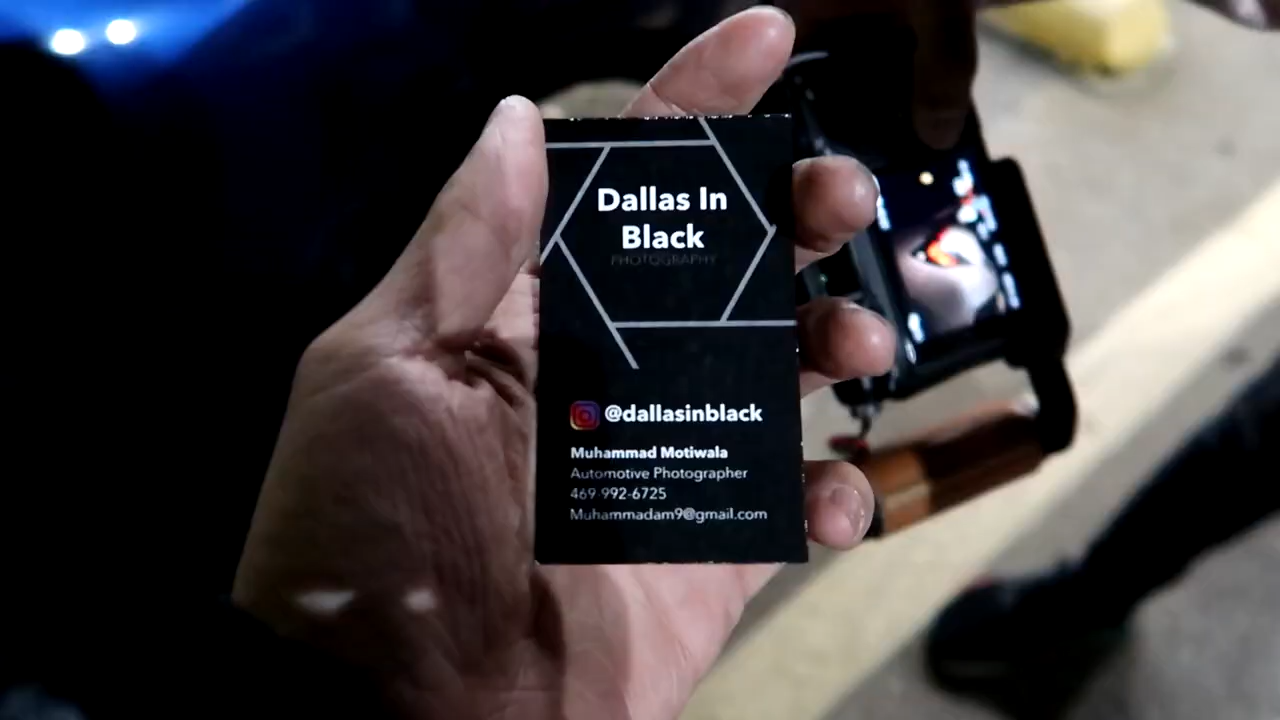 Dallas In
Black
PHOTOGRAPHY
@dallasinblack
Muhammad Motiwala
Automotive Photographer
469-992-6725
Muhammadam9@gmail.com